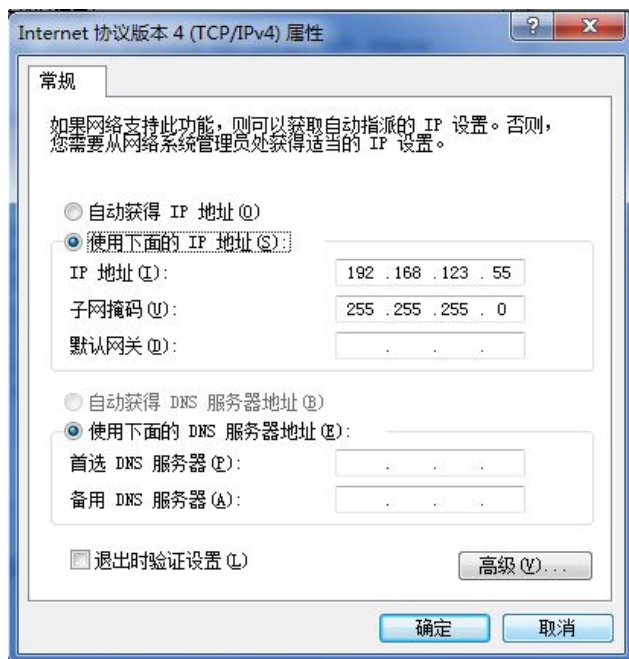 Internet 协议版本 4 (TCP/IPv4) 属性
常规
如果网络支持此功能，则可以获取自动指派的 IP 设置。否则，
您需要从网络系统管理员处获得适当的 IP 设置。
自动获得 IP 地址(O)
使用下面的 IP 地址(S):
IP 地址(I): 192 .168 .123 . 55
子网掩码(U): 255 .255 .255 . 0
默认网关(D): . . .
自动获得 DNS 服务器地址(B)
使用下面的 DNS 服务器地址(E):
首选 DNS 服务器(P): . . .
备用 DNS 服务器(A): . . .
退出时验证设置(L)
高级(V)...
确定 取消